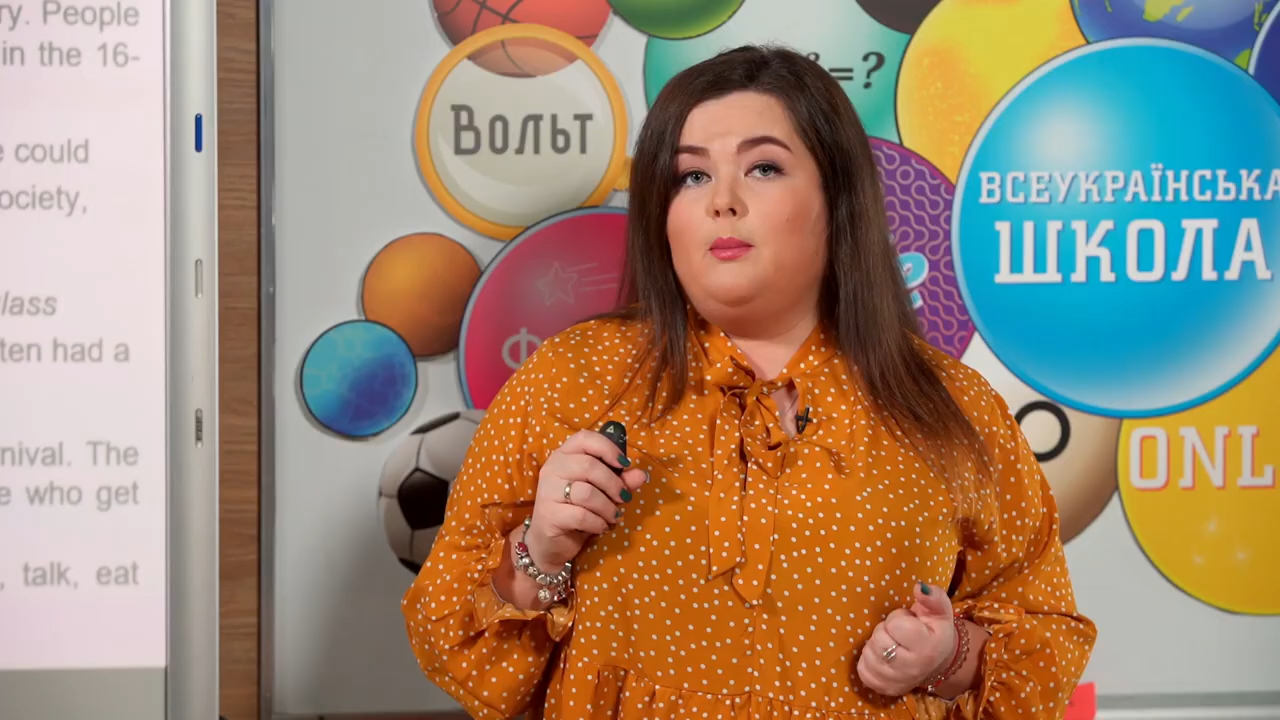 ry. People
in the 16-
e could
ociety,
lass
ten had a
nival. The
e who get
, talk, eat
Вольт
=?
ВСЕУКРАЇНСЬКА
ШКОЛА
ONL